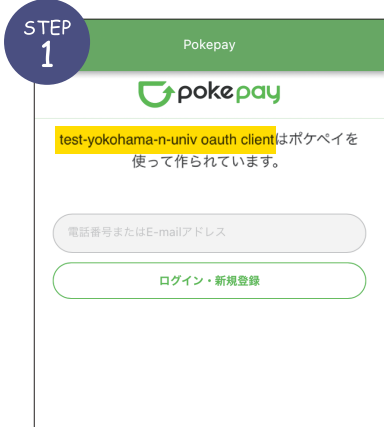 STEP
1
Pokepay
pokepay
test-yokohama-n-univ oauth clientはポケペイを
使って作られています。
電話番号またはE-mailアドレス
ログイン・新規登録